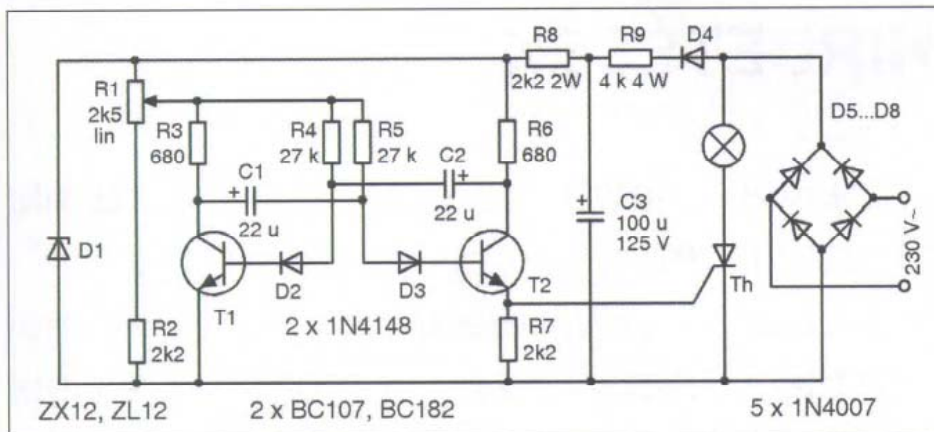 R8
R9
D4
R1
2k5
lin
2k2 2W
4 k 4 W
D5...D8
R3
680
R4
27 k
R5
27 k
R6
680
C1
+
22 u
C2
+
22 u
+
C3
100 u
125 V
230 V~
D1
D2
D3
T1
T2
Th
2 x 1N4148
R2
2k2
R7
2k2
ZX12, ZL12
2 x BC107, BC182
5 x 1N4007